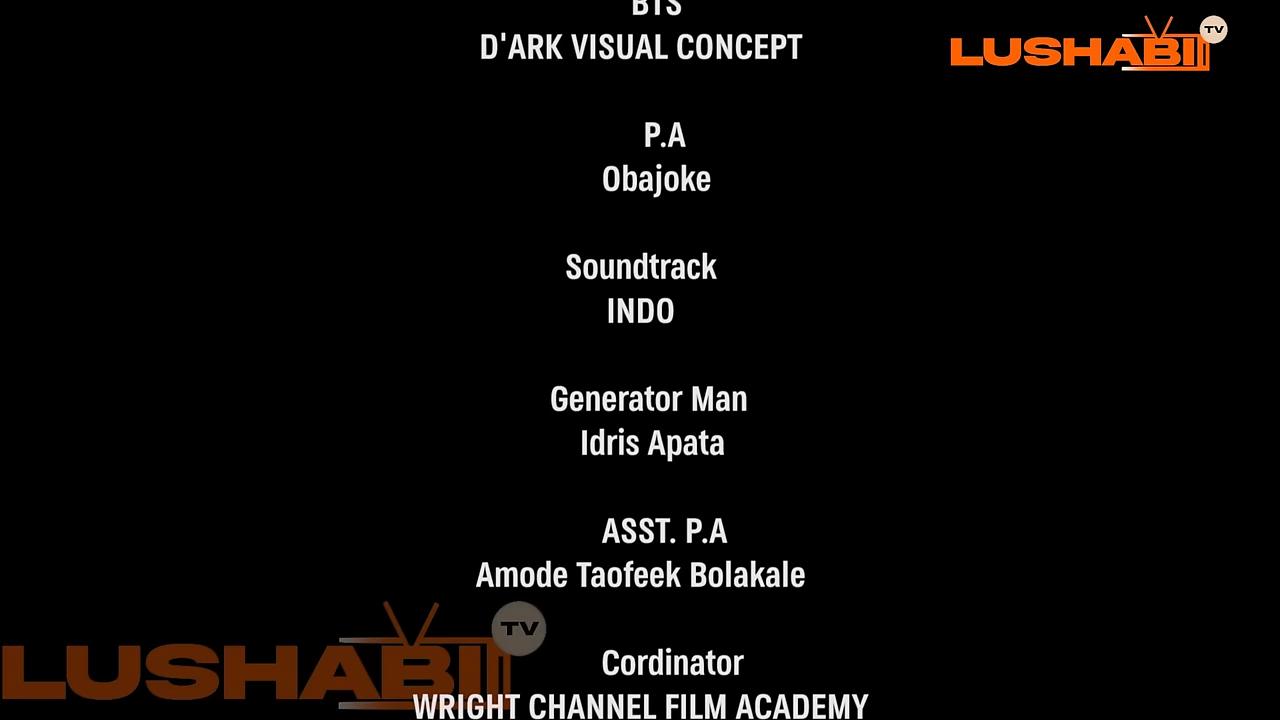 BTS
D'ARK VISUAL CONCEPT
LUSHABI TV
P.A
Obajoke
Soundtrack
INDO
Generator Man
Idris Apata
ASST. P.A
Amode Taofeek Bolakale
LUSHABI TV
Cordinator
WRIGHT CHANNEL FILM ACADEMY